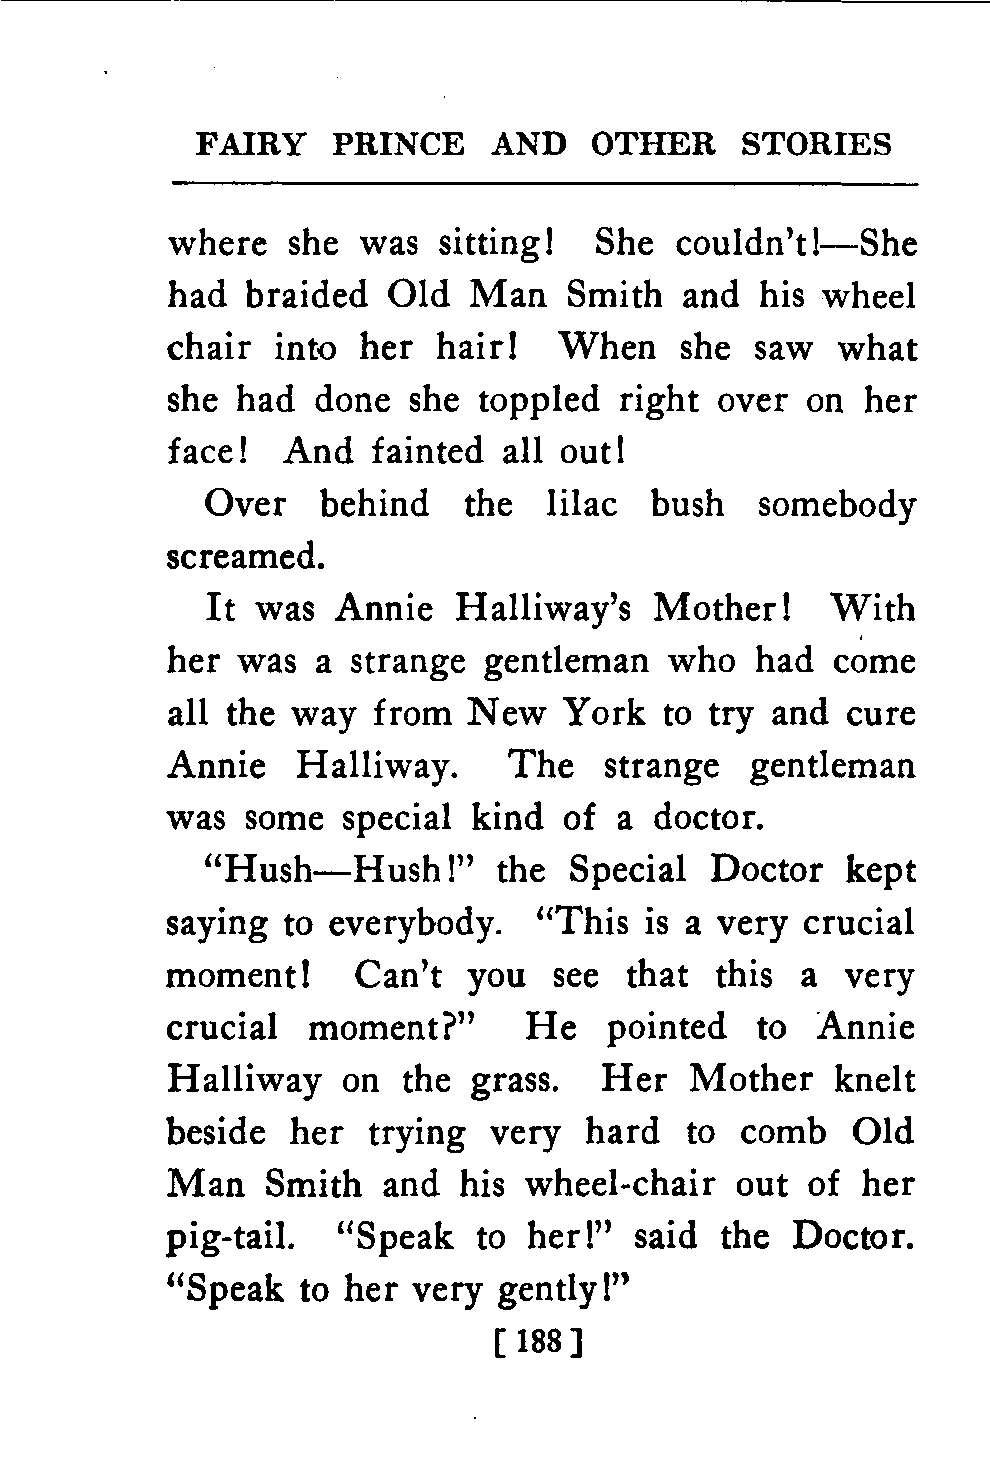 FAIRY PRINCE AND OTHER STORIES
where she was sitting! She couldn't!—She
had braided Old Man Smith and his wheel
chair into her hair! When she saw what
she had done she toppled right over on her
face! And fainted all out!
Over behind the lilac bush somebody
screamed.
It was Annie Halliway's Mother! With
her was a strange gentleman who had come
all the way from New York to try and cure
Annie Halliway. The strange gentleman
was some special kind of a doctor.
"Hush—Hush!" the Special Doctor kept
saying to everybody. "This is a very crucial
moment! Can't you see that this a very
crucial moment?" He pointed to Annie
Halliway on the grass. Her Mother knelt
beside her trying very hard to comb Old
Man Smith and his wheel-chair out of her
pig-tail. "Speak to her!" said the Doctor.
"Speak to her very gently!"
[ 188 ]